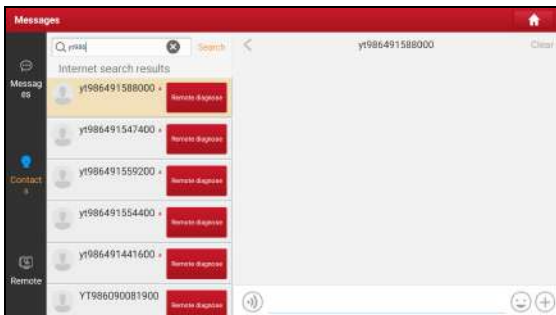 Messages
yt986
Search
yt986491588000
Clear
Internet search results
Messag
es
yt986491588000
Remote diagnose
yt986491547400
Remote diagnose
Contact
s
yt986491559200
Remote diagnose
yt986491554400
Remote diagnose
yt986491441600
Remote diagnose
Remote
YT986090081900
Remote diagnose